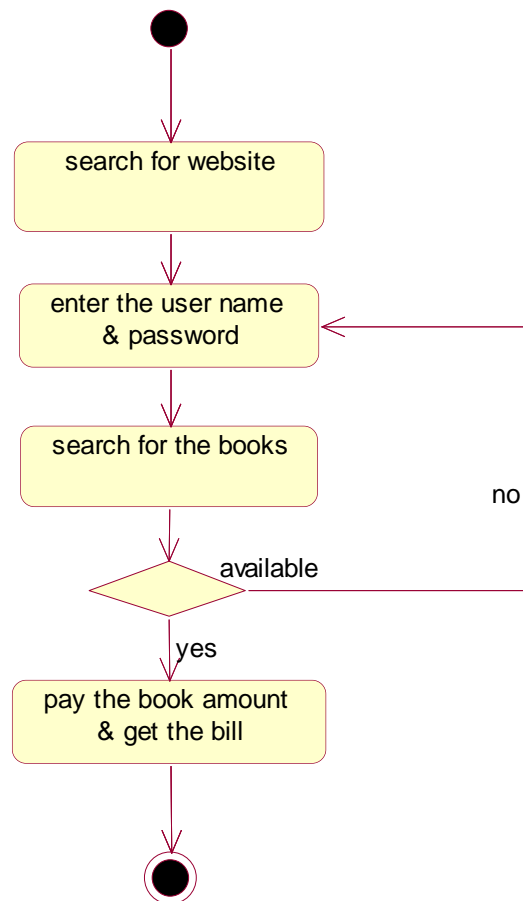 search for website
enter the user name
& password
search for the books
no
available
yes
pay the book amount
& get the bill